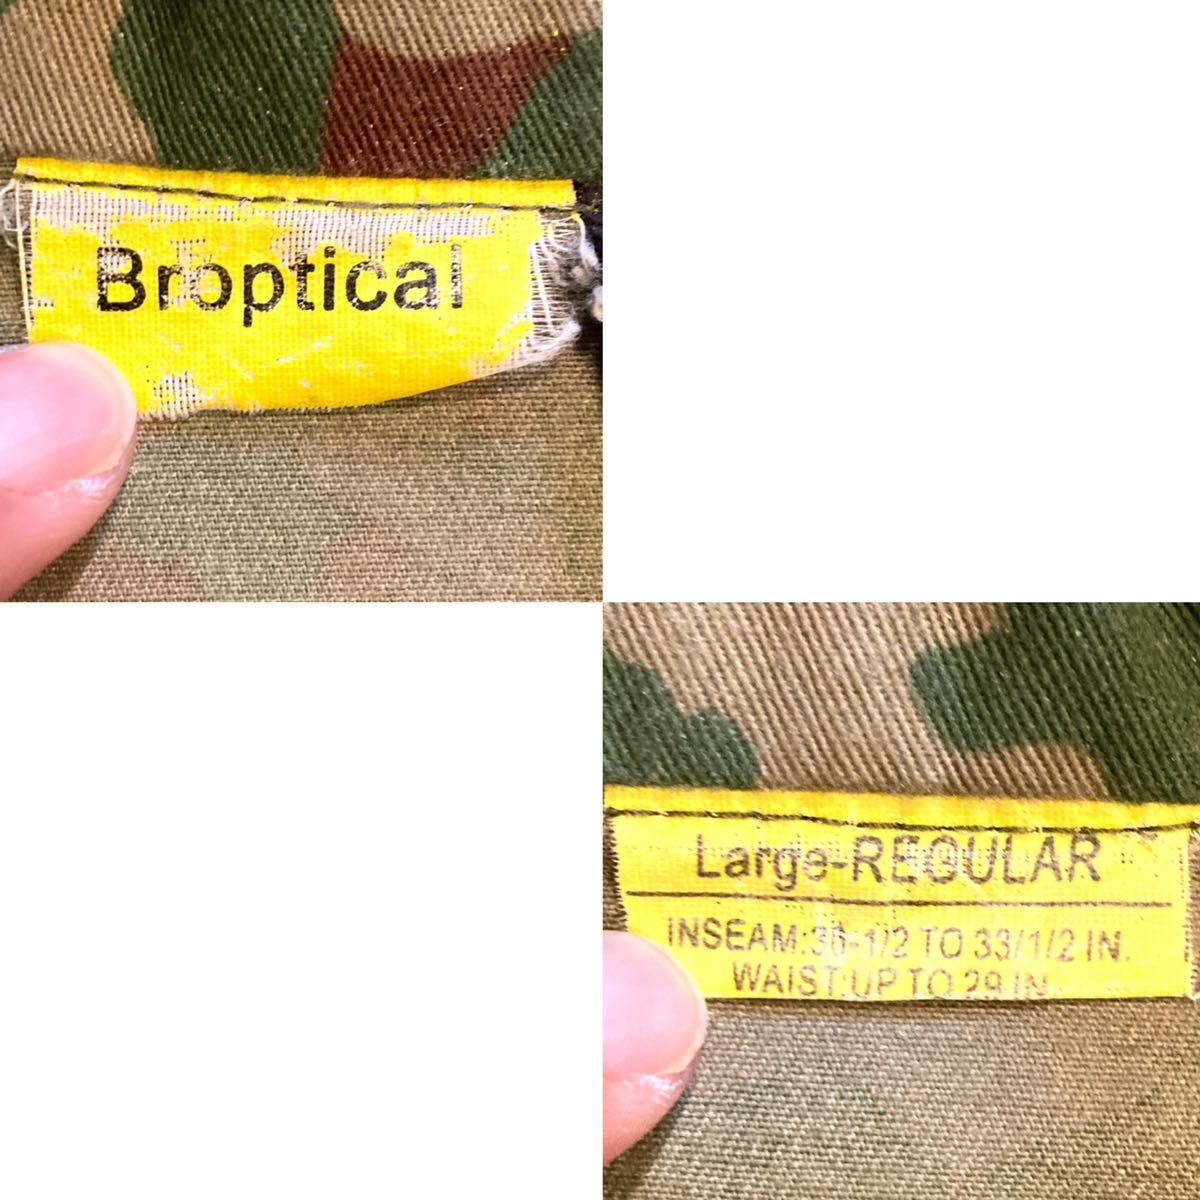 Broptical
Large-REGULAR
INSEAM:30-1/2 TO 33/1/2 IN.
WAIST:UP TO 29 IN